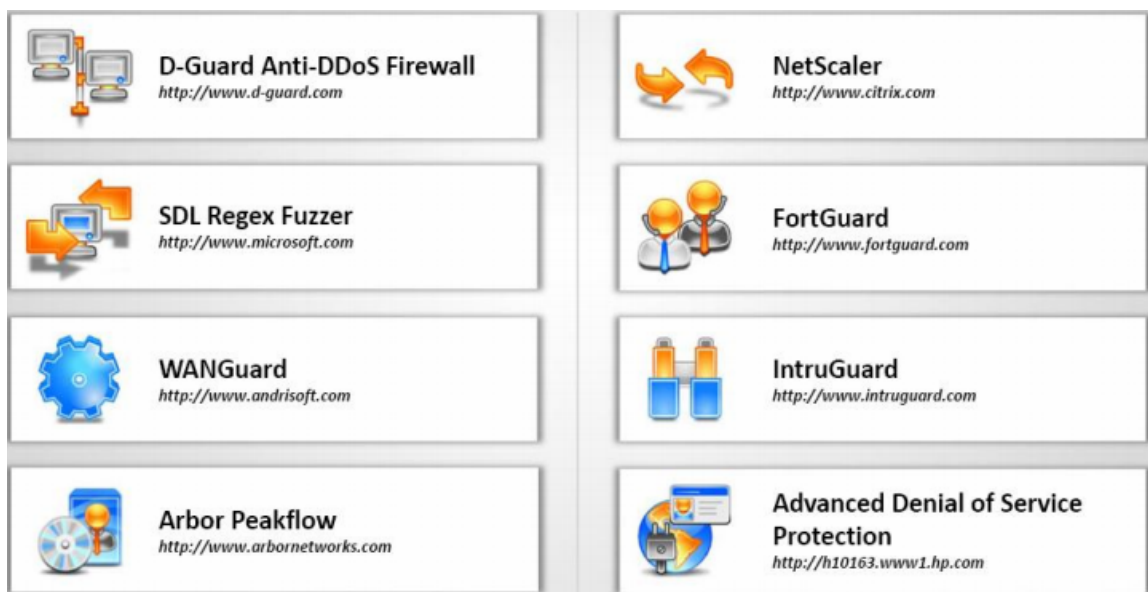 D-Guard Anti-DDoS Firewall
http://www.d-guard.com
NetScaler
http://www.citrix.com
SDL Regex Fuzzer
http://www.microsoft.com
FortGuard
http://www.fortguard.com
WANGuard
http://www.andrisoft.com
IntruGuard
http://www.intruguard.com
Arbor Peakflow
http://www.arbornetworks.com
Advanced Denial of Service
Protection
http://h10163.www1.hp.com